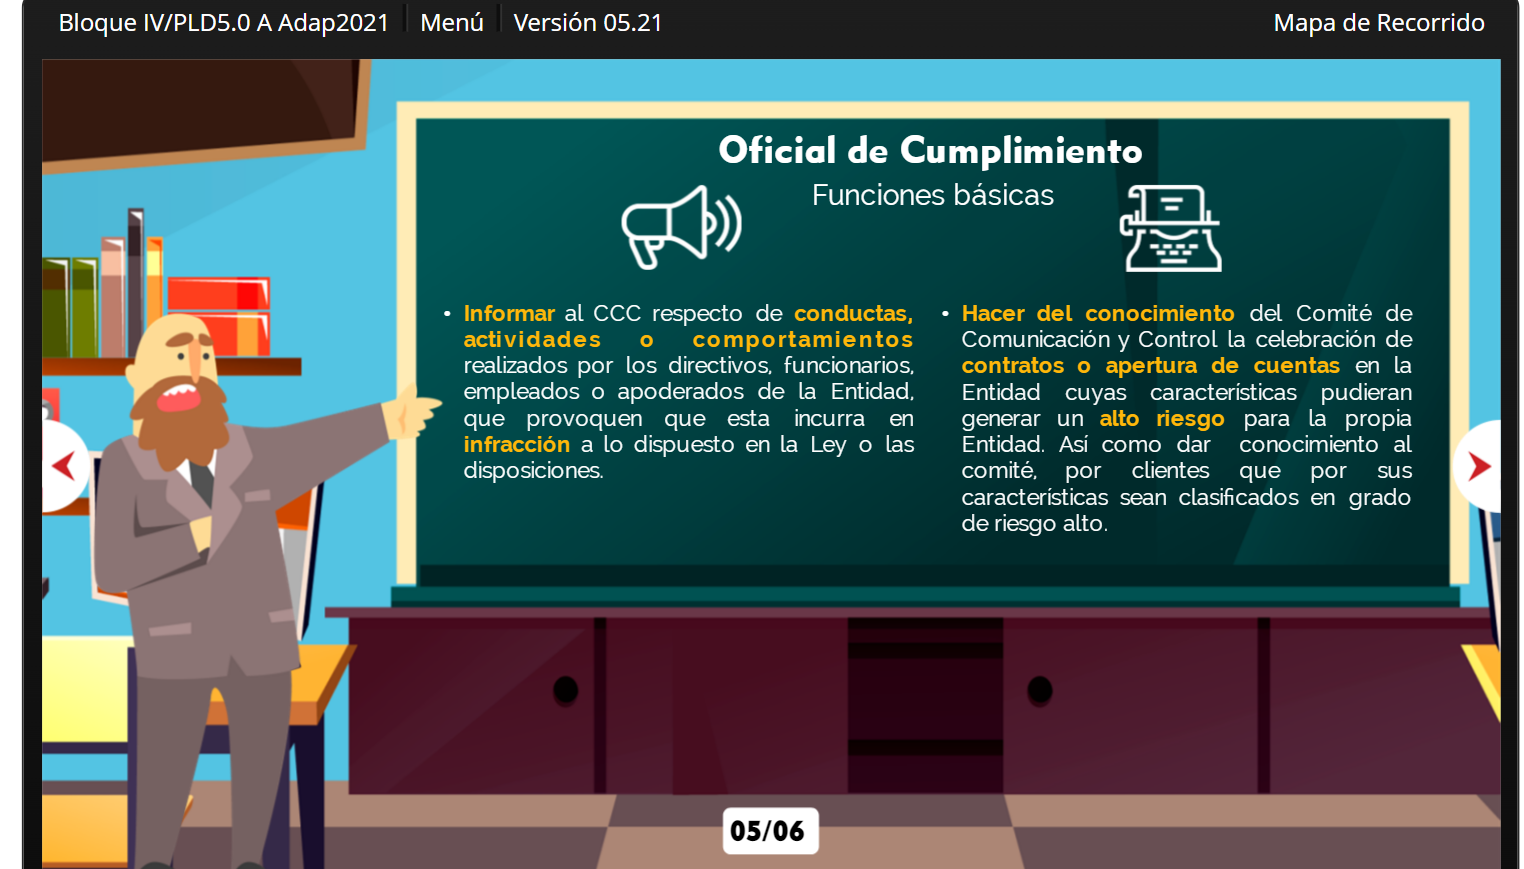 Bloque IV/PLD5.0 A Adap2021 Menú Versión 05.21 Mapa de Recorrido
Oficial de Cumplimiento
Funciones básicas
• Informar al CCC respecto de conductas,
actividades o comportamientos
realizados por los directivos, funcionarios,
empleados o apoderados de la Entidad,
que provoquen que esta incurra en
infracción a lo dispuesto en la Ley o las
disposiciones.
• Hacer del conocimiento del Comité de
Comunicación y Control la celebración de
contratos o apertura de cuentas en la
Entidad cuyas características pudieran
generar un alto riesgo para la propia
Entidad. Así como dar conocimiento al
comité, por clientes que por sus
características sean clasificados en grado
de riesgo alto.
05/06